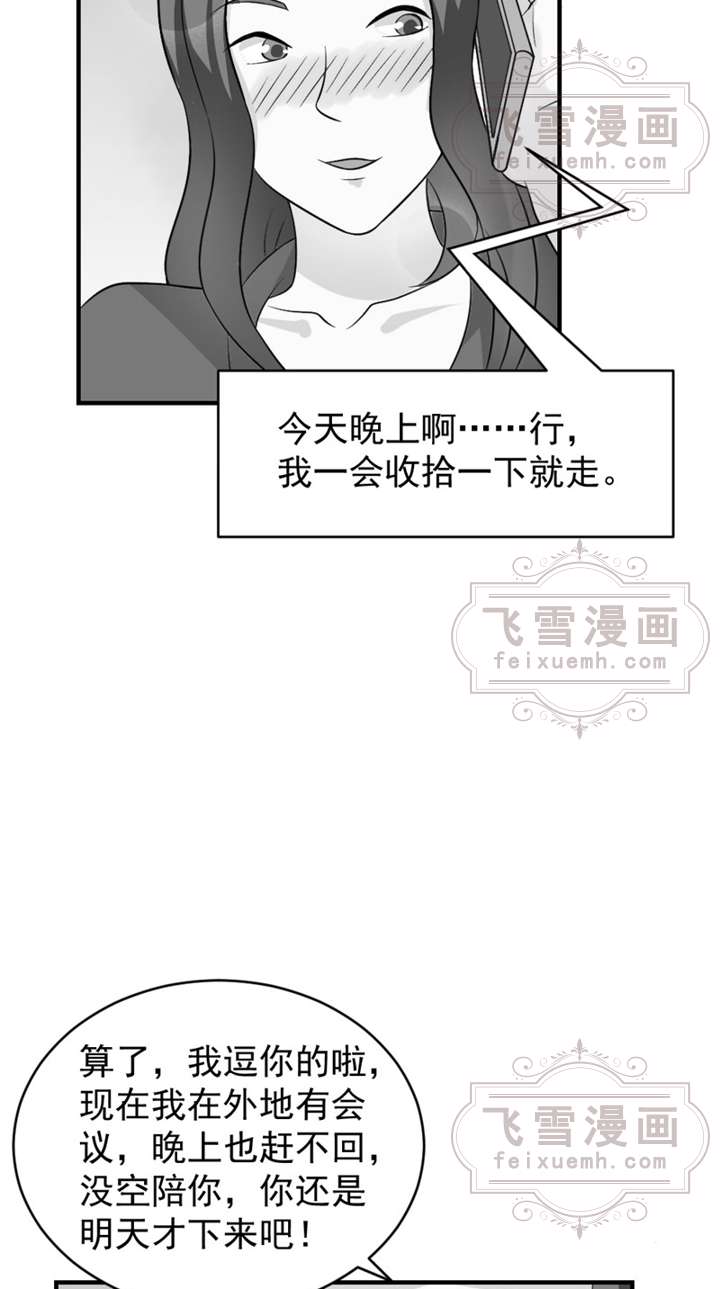 飞雪漫画
feixuemh.com
今天晚上啊……行，
我一会收拾一下就走。
飞雪漫画
feixuemh.com
算了，我逗你的啦，
现在我在外地有会
议，晚上也赶不回，
没空陪你，你还是
明天才下来吧！
飞雪漫画
feixuemh.com